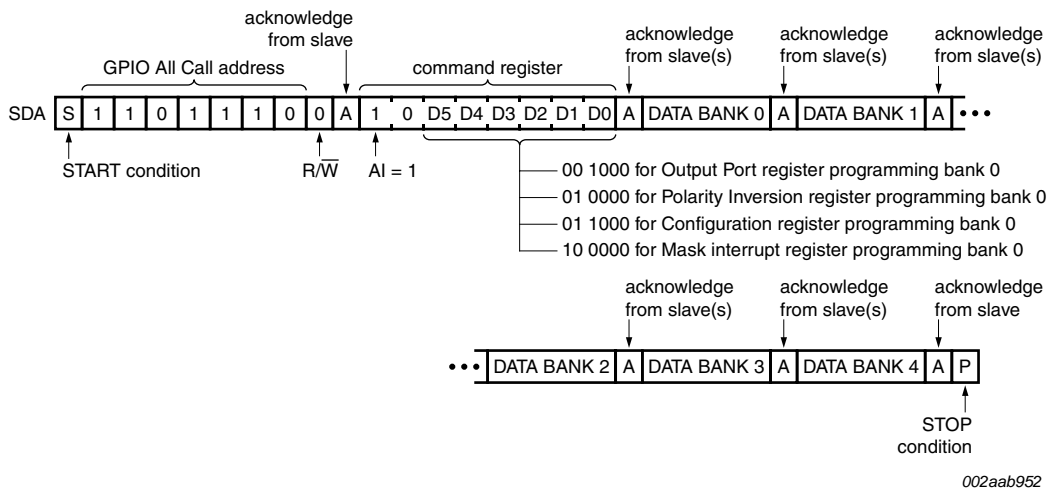 acknowledge
from slave
acknowledge
from slave(s)
acknowledge
from slave(s)
acknowledge
from slave(s)
GPIO All Call address
command register
SDA S 1 1 0 1 1 1 0 0 A 1 0 D5 D4 D3 D2 D1 D0 A DATA BANK 0 A DATA BANK 1 A •••
START condition
R/W̅
AI = 1
00 1000 for Output Port register programming bank 0
01 0000 for Polarity Inversion register programming bank 0
01 1000 for Configuration register programming bank 0
10 0000 for Mask interrupt register programming bank 0
acknowledge
from slave(s)
acknowledge
from slave(s)
acknowledge
from slave
••• DATA BANK 2 A DATA BANK 3 A DATA BANK 4 A P
STOP
condition
002aab952